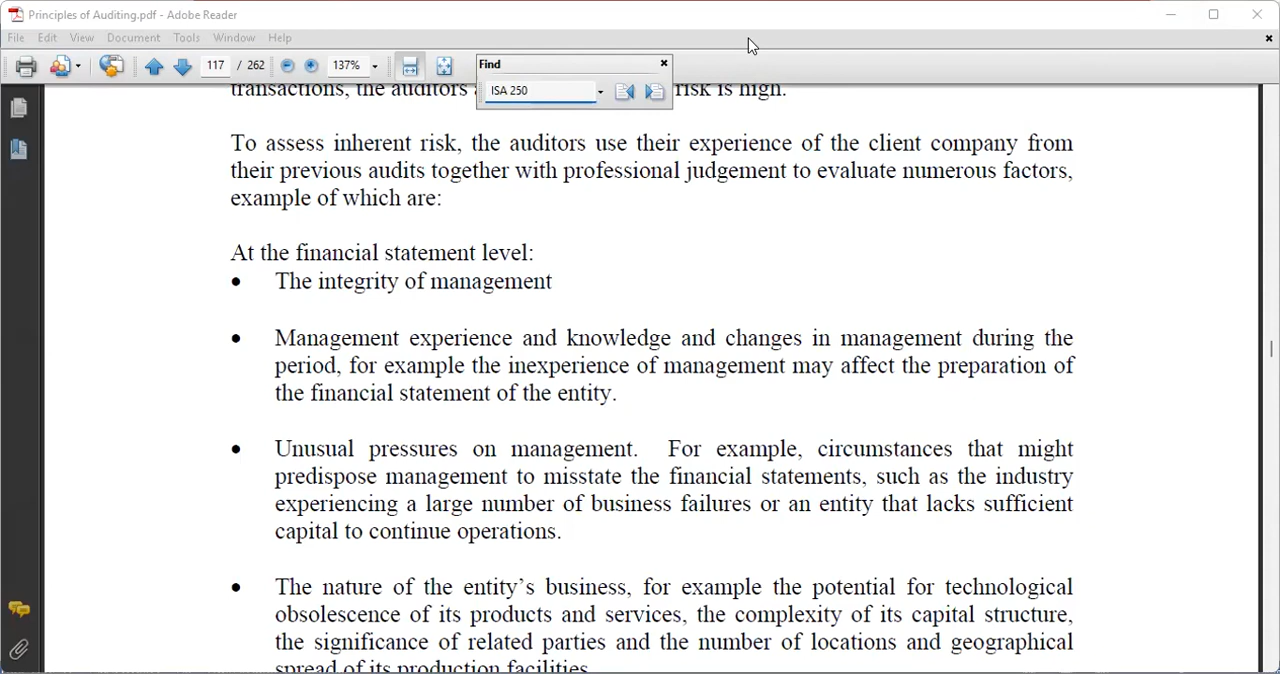 Principles of Auditing.pdf - Adobe Reader
File Edit View Document Tools Window Help
117 / 262 137%
Find
ISA 250
transactions, the auditors risk is high.
To assess inherent risk, the auditors use their experience of the client company from
their previous audits together with professional judgement to evaluate numerous factors,
example of which are:
At the financial statement level:
• The integrity of management
• Management experience and knowledge and changes in management during the
period, for example the inexperience of management may affect the preparation of
the financial statement of the entity.
• Unusual pressures on management. For example, circumstances that might
predispose management to misstate the financial statements, such as the industry
experiencing a large number of business failures or an entity that lacks sufficient
capital to continue operations.
• The nature of the entity’s business, for example the potential for technological
obsolescence of its products and services, the complexity of its capital structure,
the significance of related parties and the number of locations and geographical
spread of its production facilities.